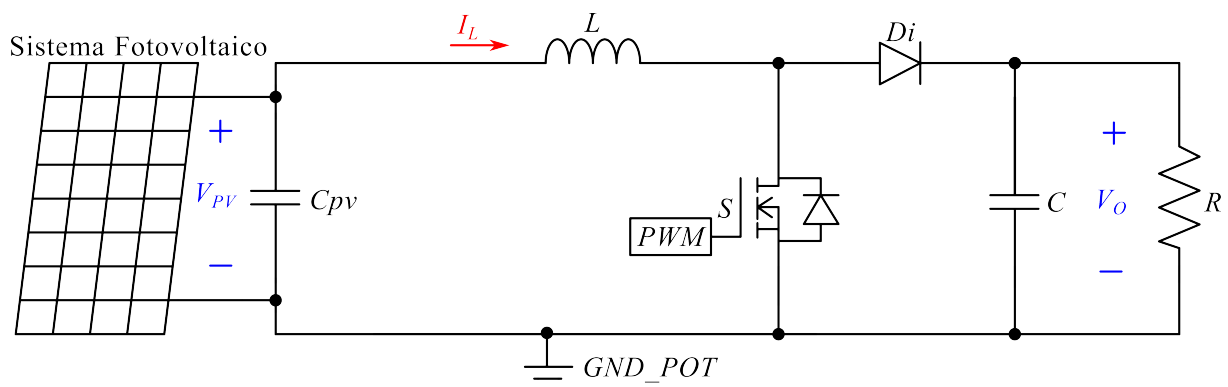 Sistema Fotovoltaico
I_L
L
Di
+
V_PV
−
Cpv
S
PWM
C
+
V_O
−
R
GND_POT